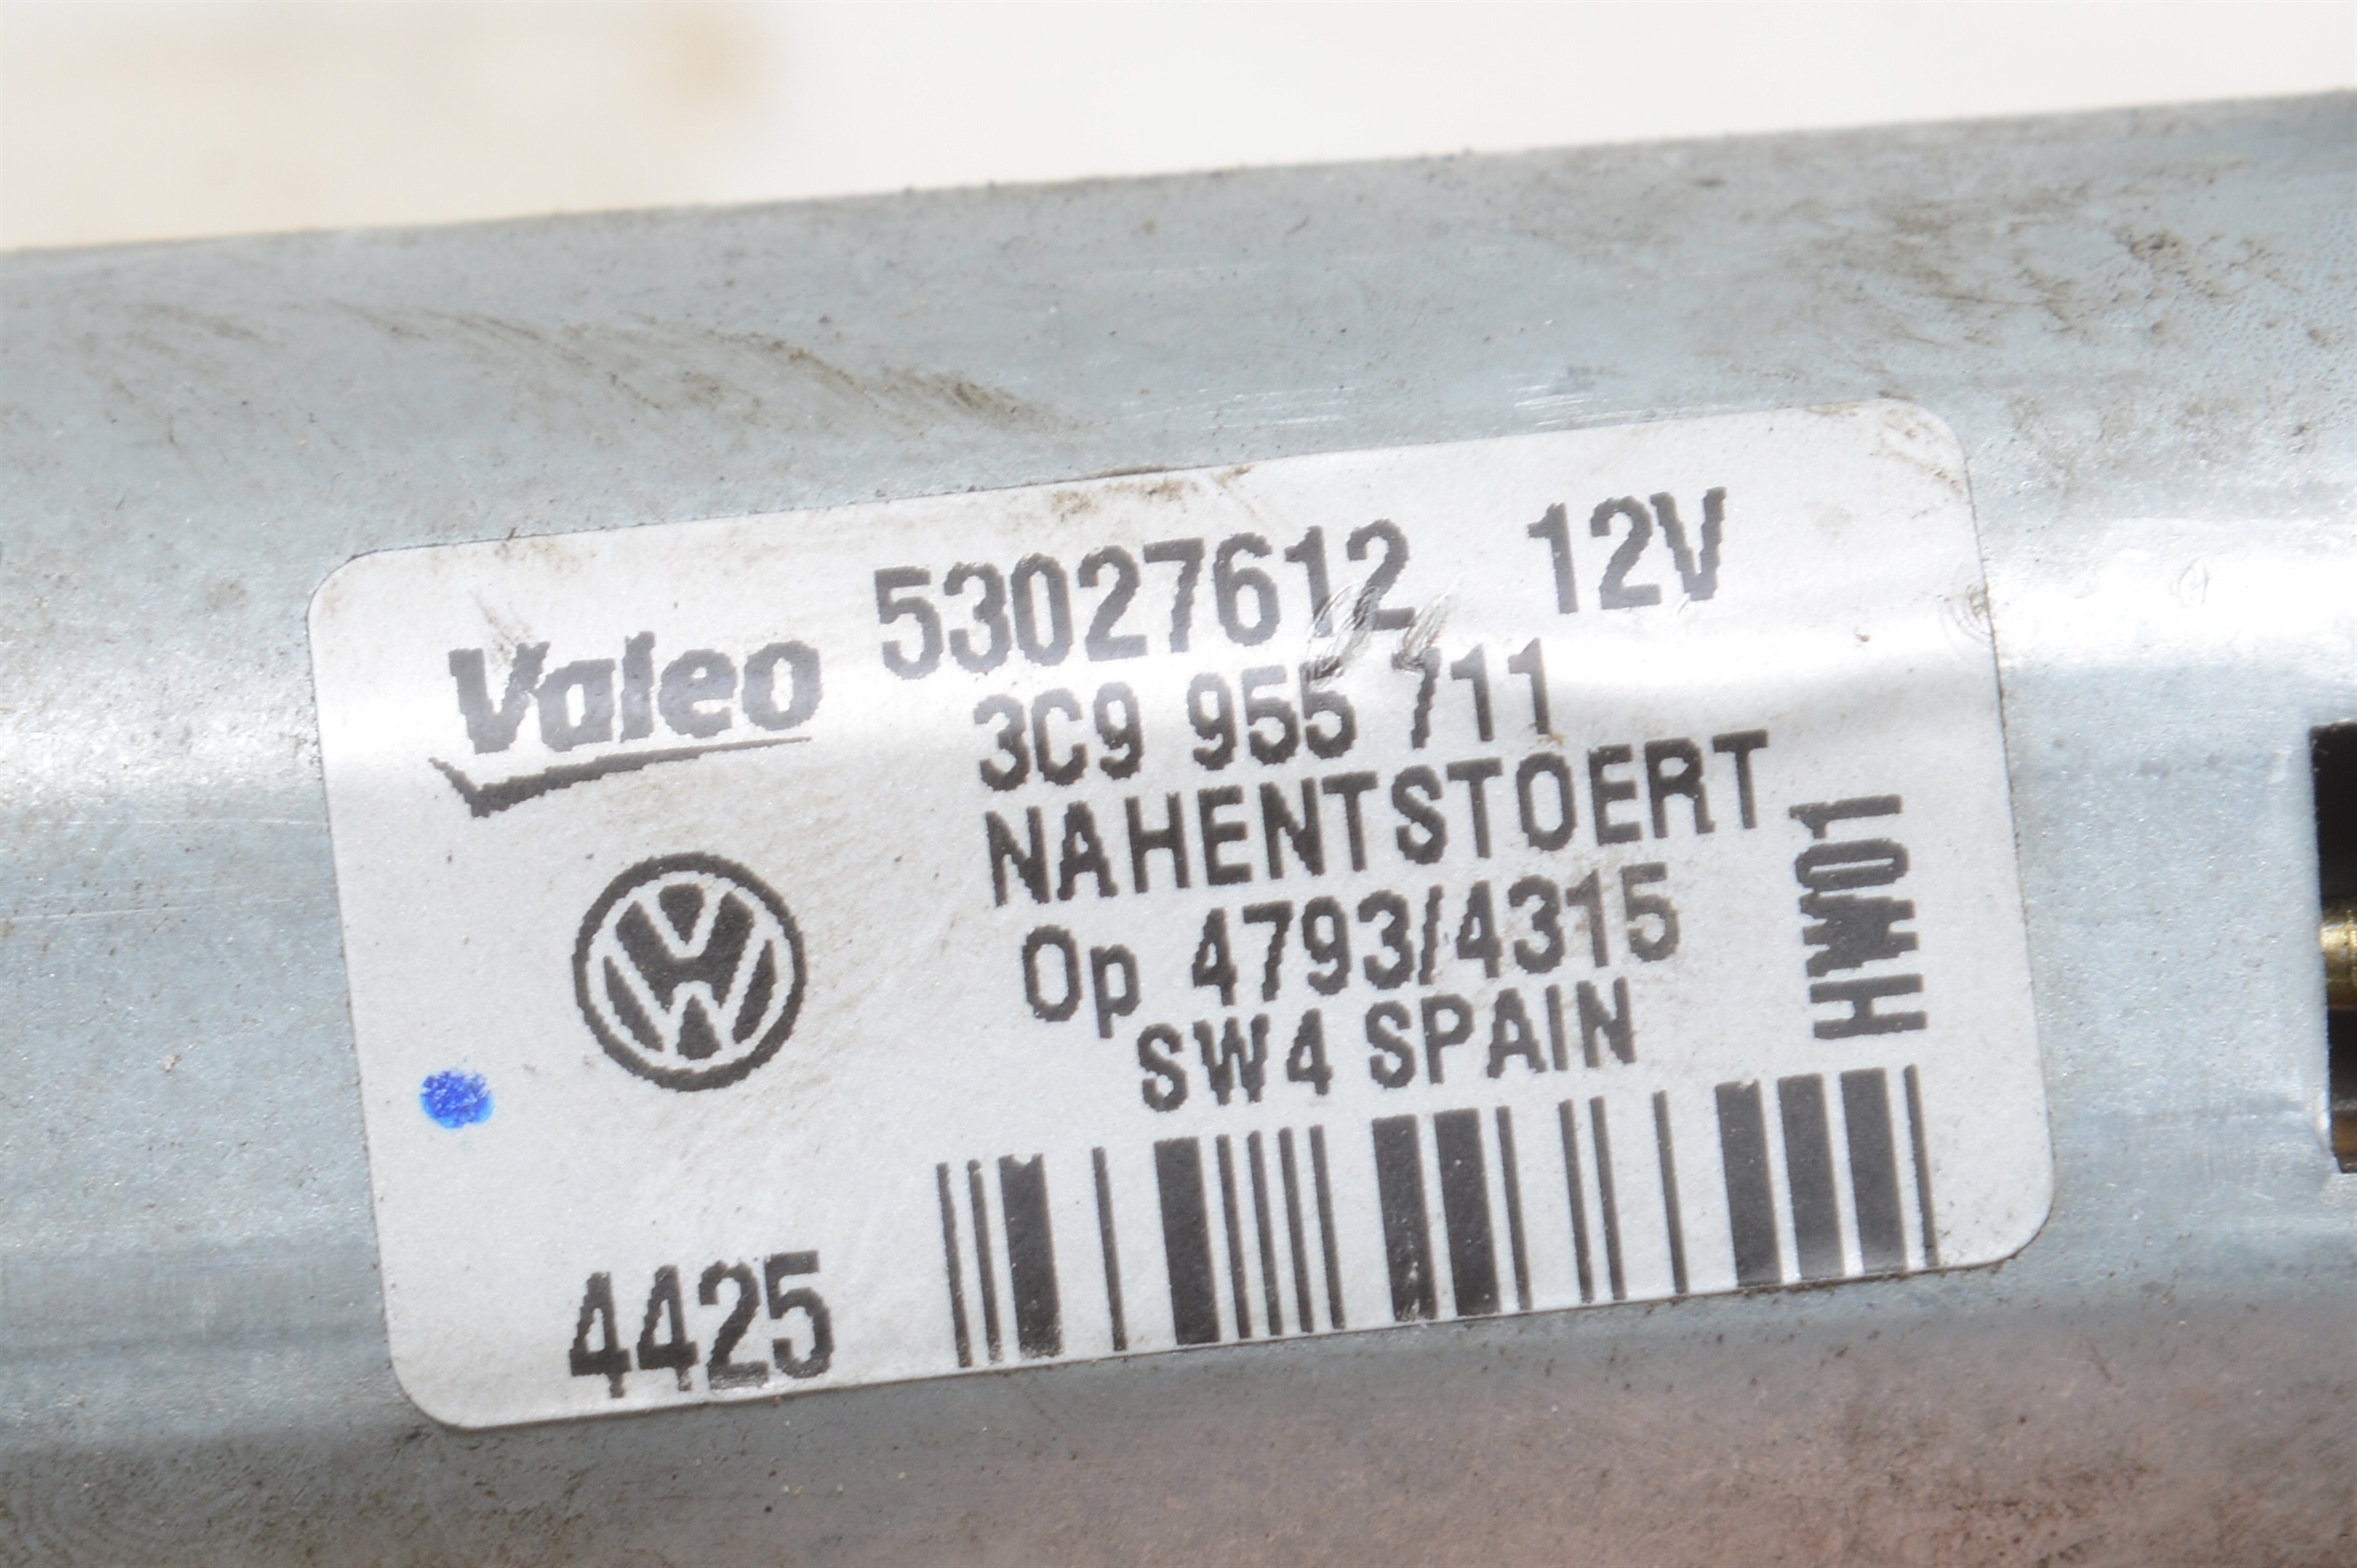 Valeo 53027612 12V
3C9 955 711
NAHENTSTOERT
Op 4793/4315
SW4 SPAIN
HW01
4425